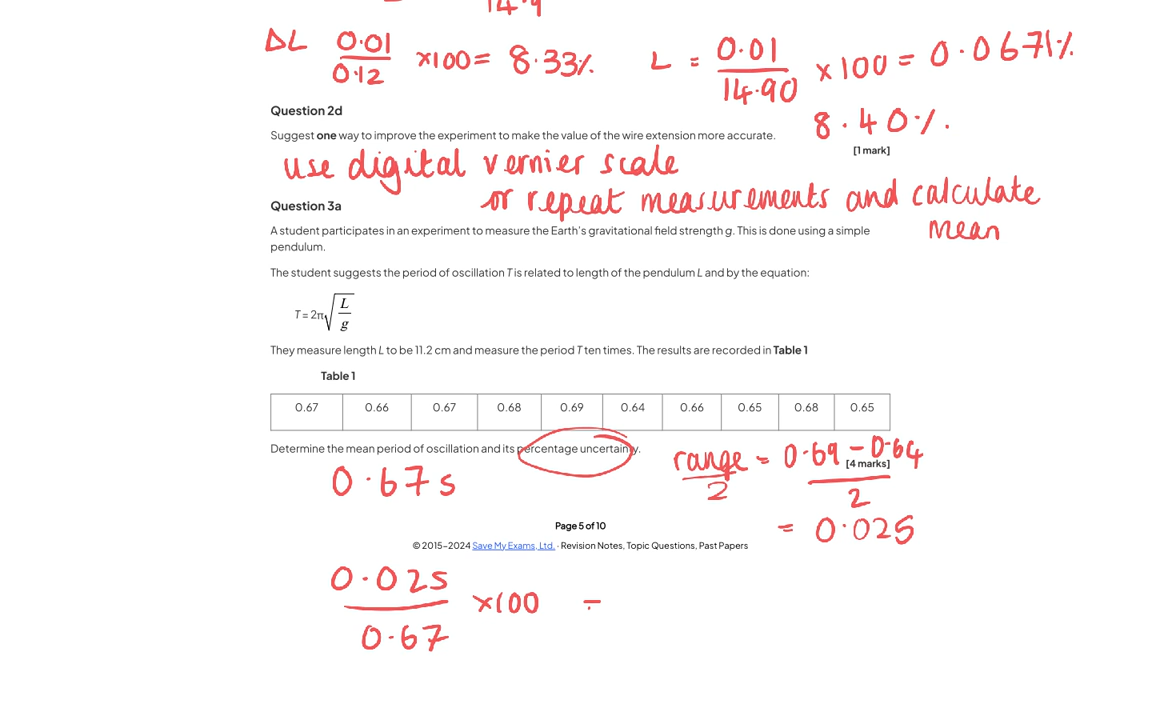 14.9
ΔL 0.01/0.12 ×100 = 8.33%
L = 0.01/14.90 × 100 = 0.0671%
8.40%.
Question 2d
Suggest one way to improve the experiment to make the value of the wire extension more accurate.
[1 mark]
use digital vernier scale
or repeat measurements and calculate
mean
Question 3a
A student participates in an experiment to measure the Earth's gravitational field strength g. This is done using a simple
pendulum.
The student suggests the period of oscillation T is related to length of the pendulum L and by the equation:
T = 2π√(L/g)
They measure length L to be 11.2 cm and measure the period T ten times. The results are recorded in Table 1
Table 1
0.67 0.66 0.67 0.68 0.69 0.64 0.66 0.65 0.68 0.65
Determine the mean period of oscillation and its percentage uncertainty.
[4 marks]
0.67s
range/2 = 0.69 - 0.64/2
= 0.025
Page 5 of 10
© 2015-2024 Save My Exams, Ltd. · Revision Notes, Topic Questions, Past Papers
0.025/0.67 ×100 =